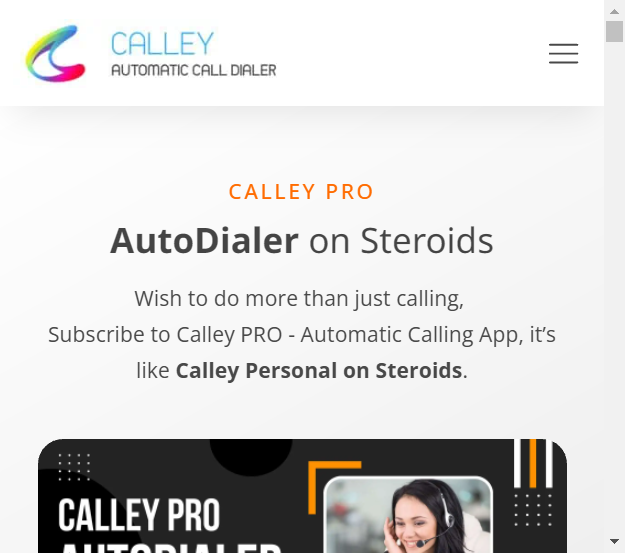 CALLEY
AUTOMATIC CALL DIALER
CALLEY PRO
AutoDialer on Steroids
Wish to do more than just calling,
Subscribe to Calley PRO - Automatic Calling App, it’s
like Calley Personal on Steroids.
CALLEY PRO
AUTODIALER